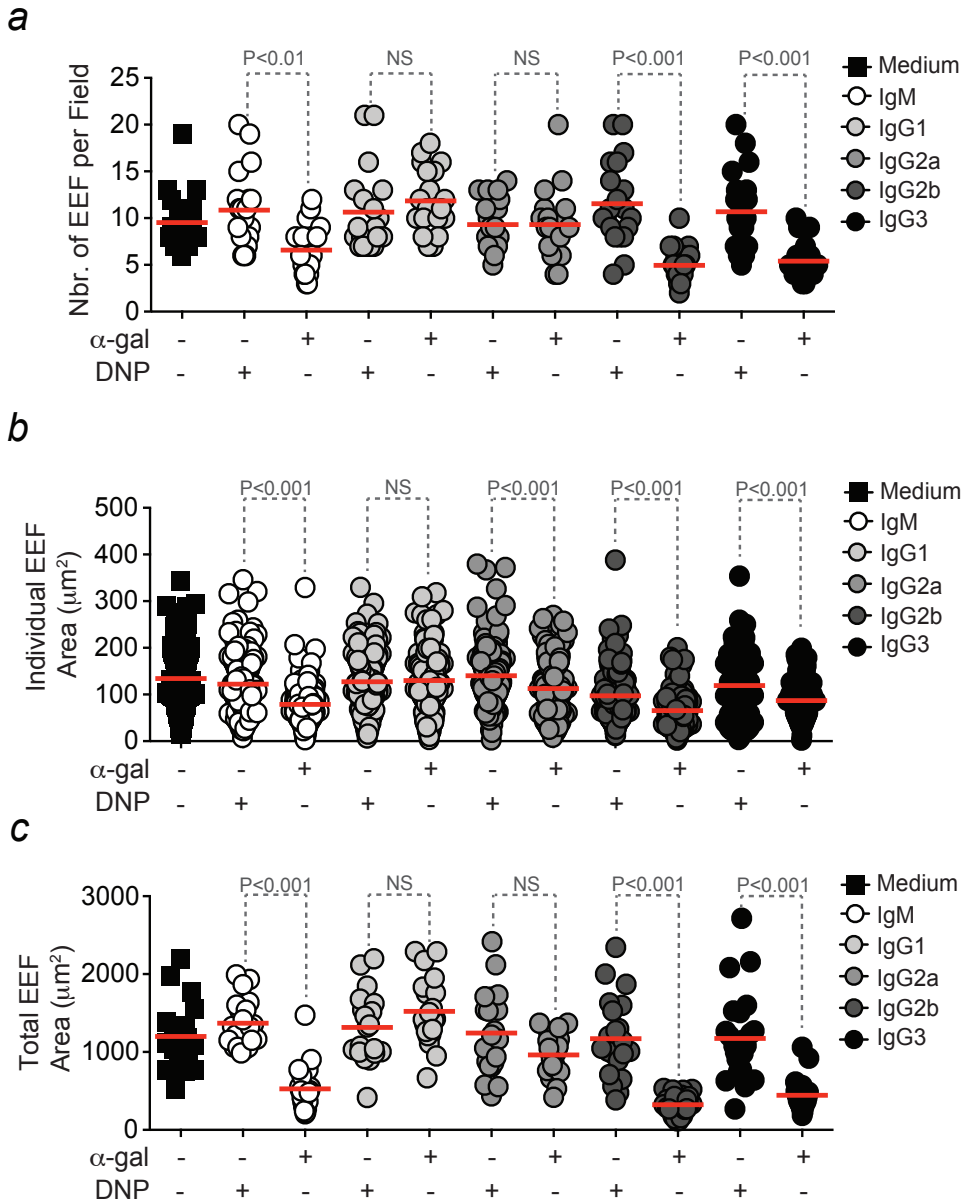 a
P<0.01 NS NS P<0.001 P<0.001
Nbr. of EEF per Field
25
20
15
10
5
0
Medium
IgM
IgG1
IgG2a
IgG2b
IgG3
α-gal - - + - + - + - + - +
DNP - + - + - + - + - + -
b
P<0.001 NS P<0.001 P<0.001 P<0.001
Individual EEF
Area (μm²)
500
400
300
200
100
0
Medium
IgM
IgG1
IgG2a
IgG2b
IgG3
α-gal - - + - + - + - + - +
DNP - + - + - + - + - + -
c
P<0.001 NS NS P<0.001 P<0.001
Total EEF
Area (μm²)
3000
2000
1000
0
Medium
IgM
IgG1
IgG2a
IgG2b
IgG3
α-gal - - + - + - + - + - +
DNP - + - + - + - + - + -